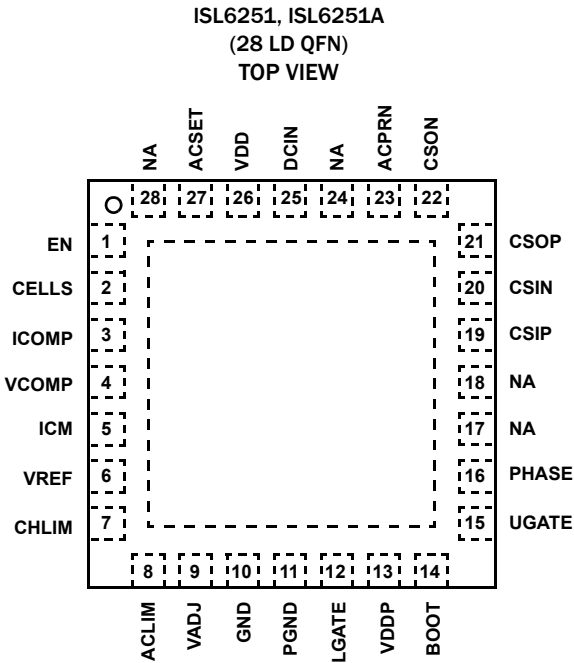 ISL6251, ISL6251A
(28 LD QFN)
TOP VIEW
NA
ACSET
VDD
DCIN
NA
ACPRN
CSON
28
27
26
25
24
23
22
EN 1
21 CSOP
CELLS 2
20 CSIN
ICOMP 3
19 CSIP
VCOMP 4
18 NA
ICM 5
17 NA
VREF 6
16 PHASE
CHLIM 7
15 UGATE
8
9
10
11
12
13
14
ACLIM
VADJ
GND
PGND
LGATE
VDDP
BOOT